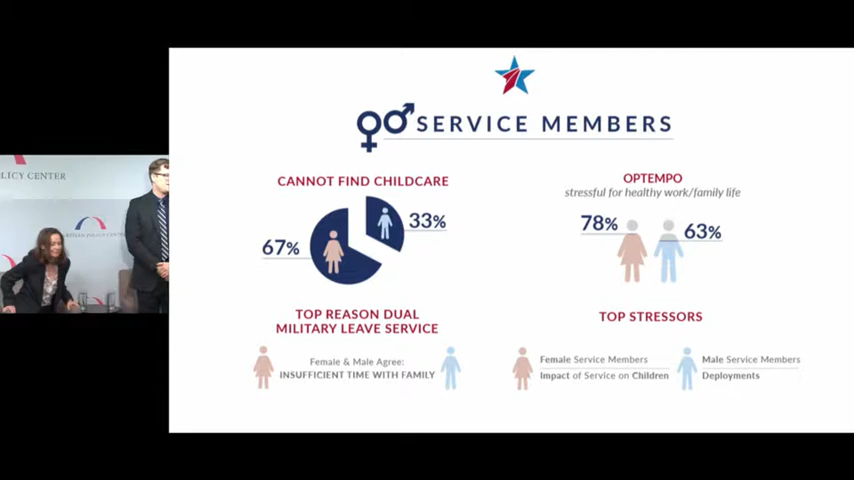 LICY CENTER
SERVICE MEMBERS
CANNOT FIND CHILDCARE
67%
33%
OPTEMPO
stressful for healthy work/family life
78%
63%
TOP REASON DUAL
MILITARY LEAVE SERVICE
Female & Male Agree:
INSUFFICIENT TIME WITH FAMILY
TOP STRESSORS
Female Service Members
Impact of Service on Children
Male Service Members
Deployments